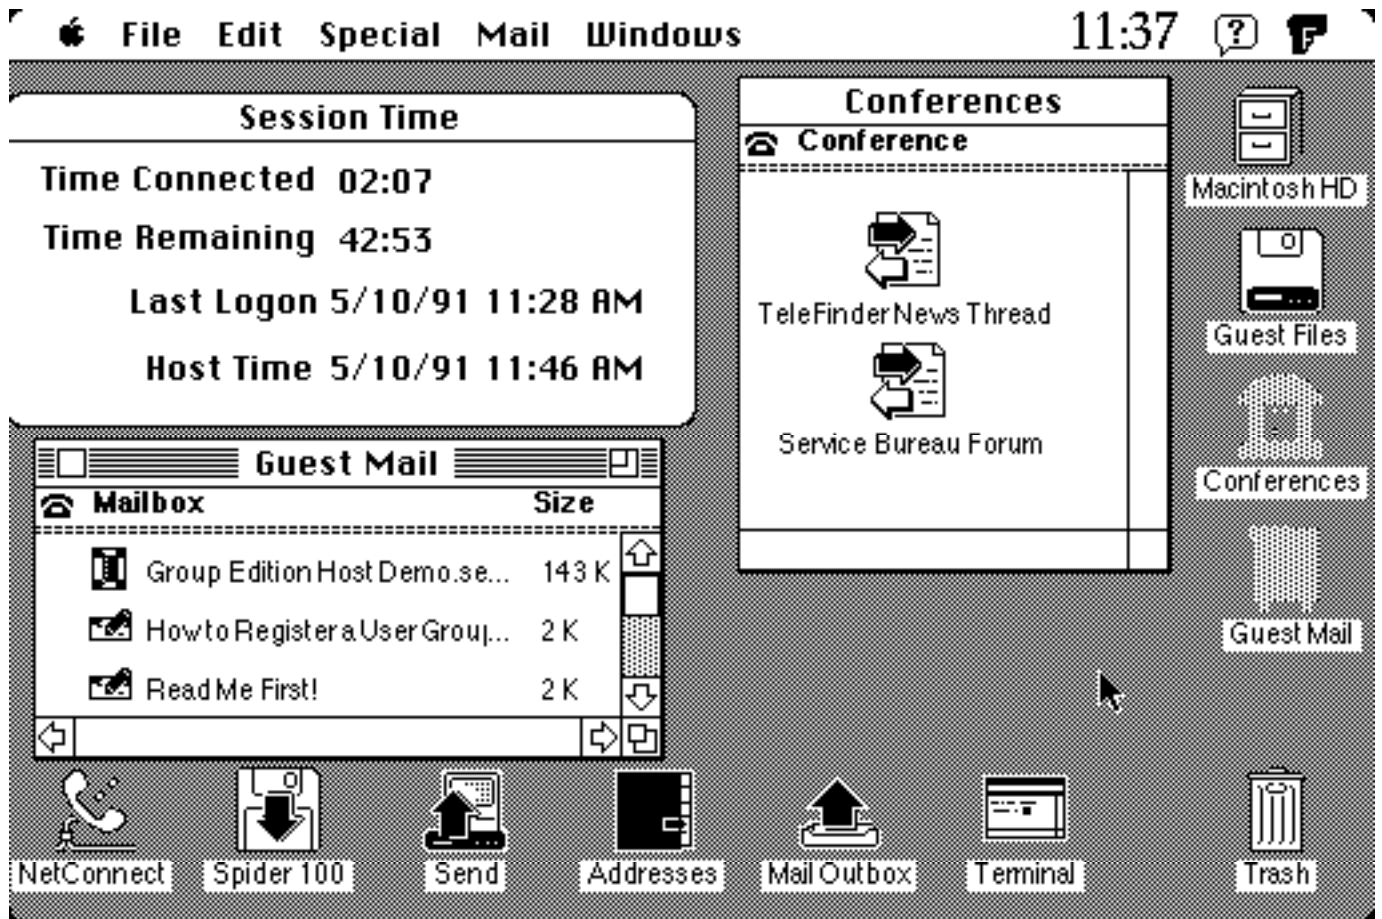 File Edit Special Mail Windows 11:37
Session Time
Time Connected 02:07
Time Remaining 42:53
Last Logon 5/10/91 11:28 AM
Host Time 5/10/91 11:46 AM
Conferences
Conference
TeleFinder News Thread
Service Bureau Forum
Macintosh HD
Guest Files
Conferences
Guest Mail
Guest Mail
Mailbox Size
Group Edition Host Demo.se... 143 K
How to Register a User Group... 2 K
Read Me First! 2 K
NetConnect
Spider 100
Send
Addresses
Mail Outbox
Terminal
Trash